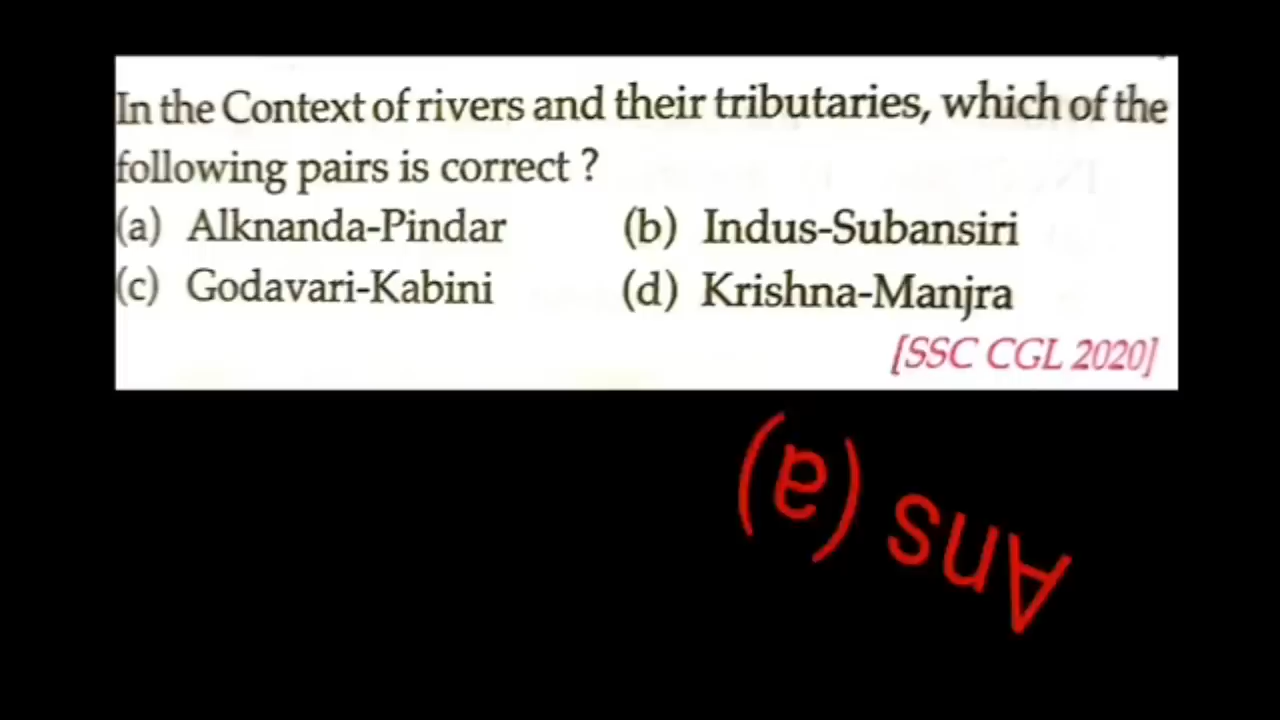 In the Context of rivers and their tributaries, which of the
following pairs is correct ?
(a) Alknanda-Pindar (b) Indus-Subansiri
(c) Godavari-Kabini (d) Krishna-Manjra
[SSC CGL 2020]
Ans (a)